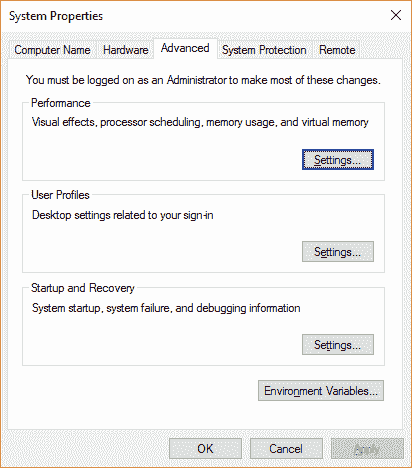 System Properties
Computer Name Hardware Advanced System Protection Remote
You must be logged on as an Administrator to make most of these changes.
Performance
Visual effects, processor scheduling, memory usage, and virtual memory
Settings...
User Profiles
Desktop settings related to your sign-in
Settings...
Startup and Recovery
System startup, system failure, and debugging information
Settings...
Environment Variables...
OK Cancel Apply